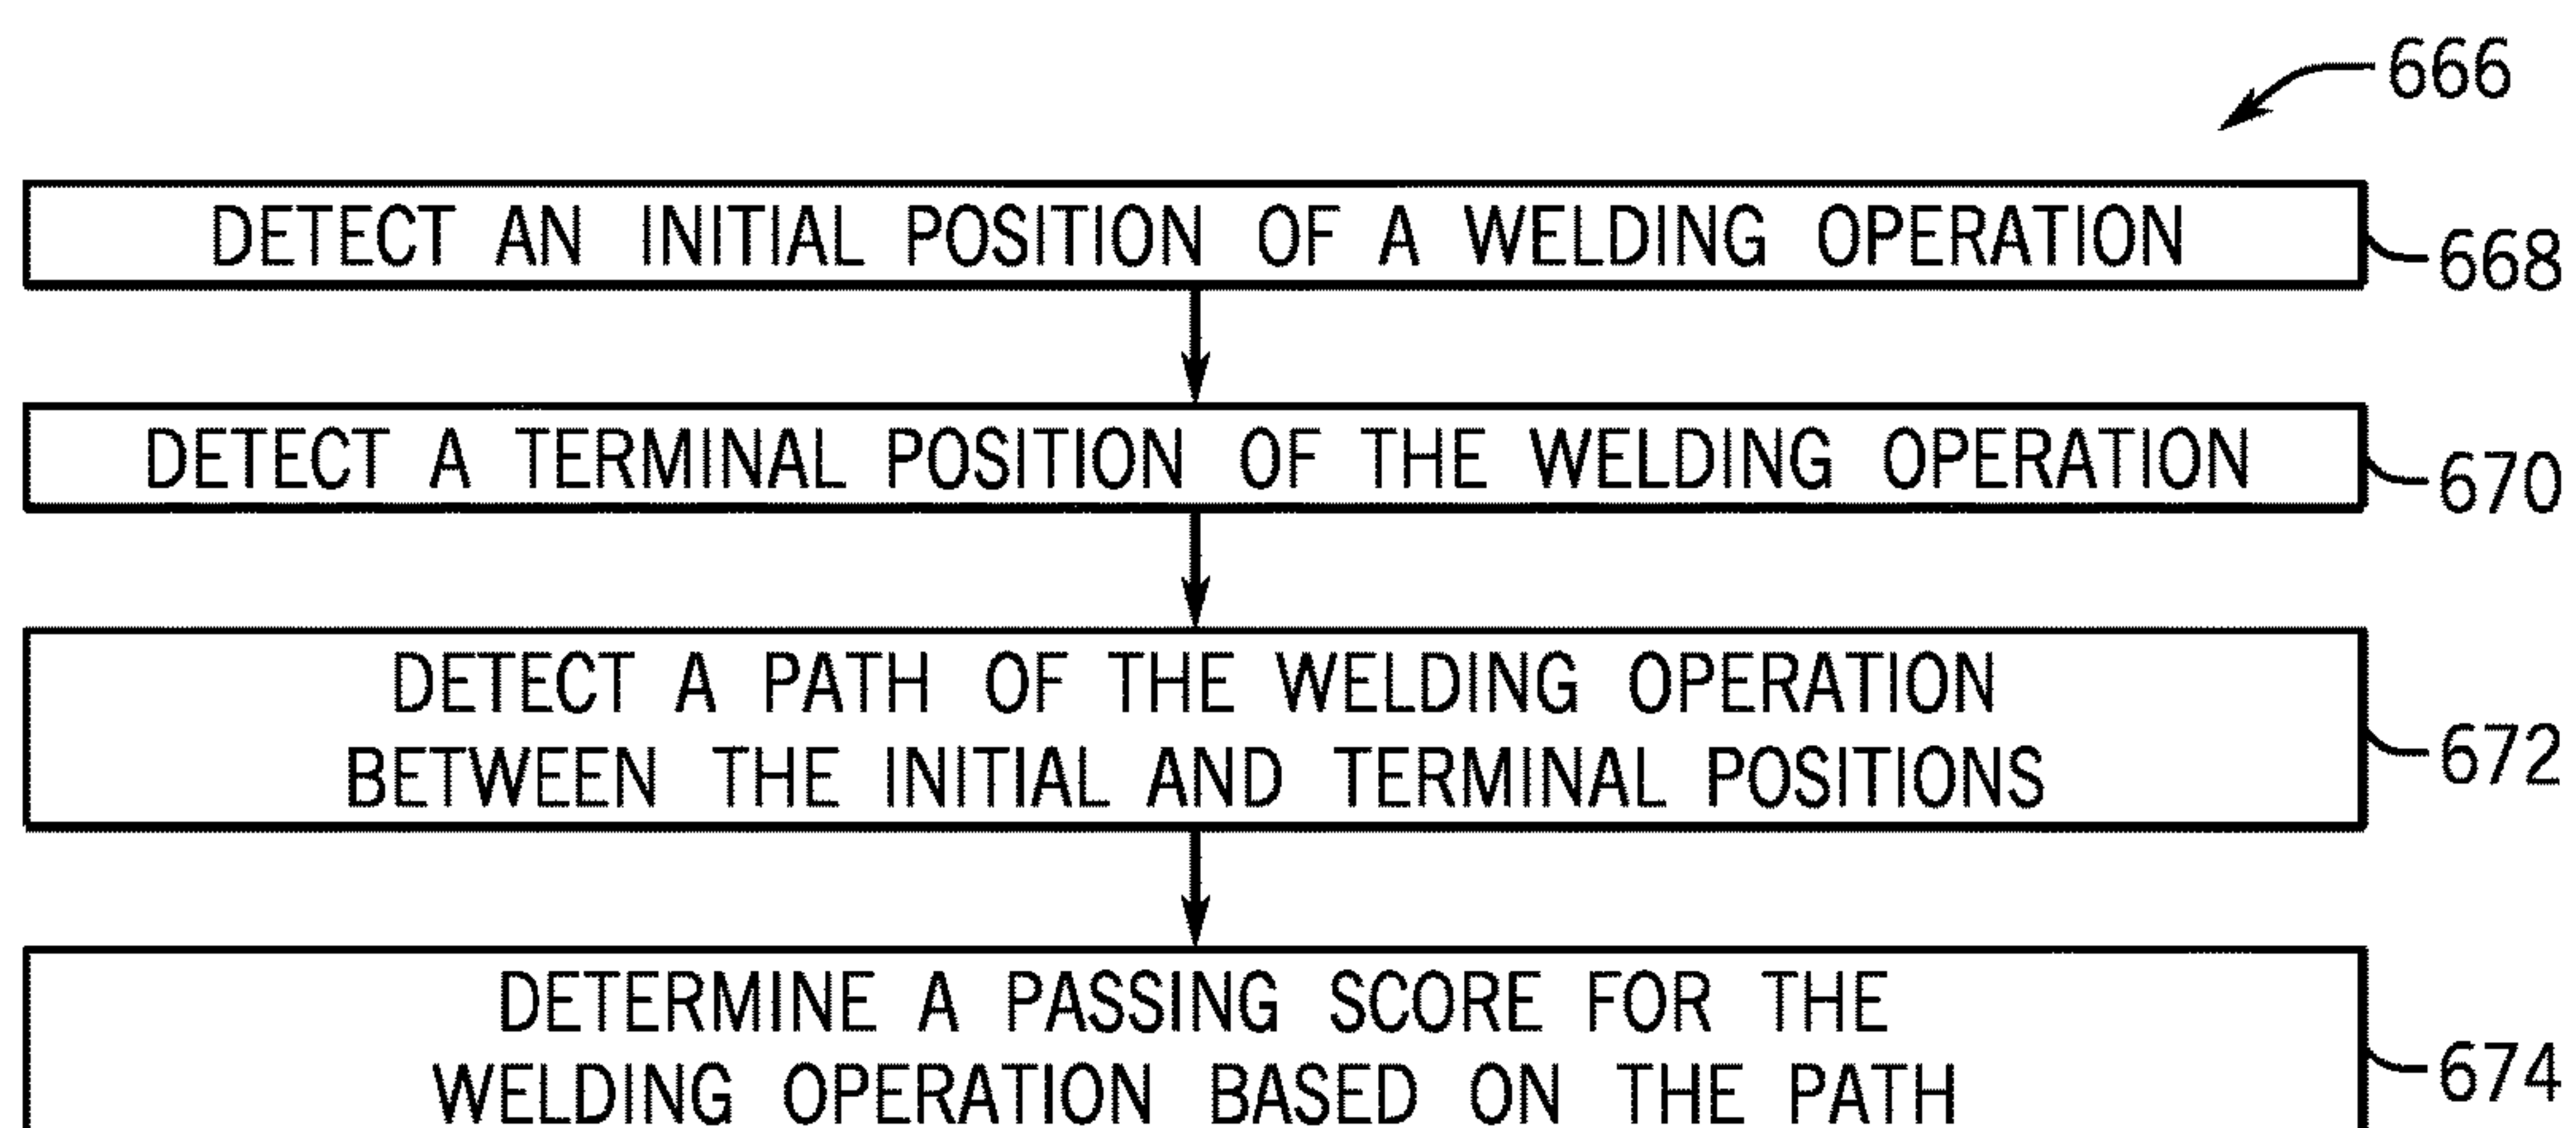 666
DETECT AN INITIAL POSITION OF A WELDING OPERATION
668
DETECT A TERMINAL POSITION OF THE WELDING OPERATION
670
DETECT A PATH OF THE WELDING OPERATION
BETWEEN THE INITIAL AND TERMINAL POSITIONS
672
DETERMINE A PASSING SCORE FOR THE
WELDING OPERATION BASED ON THE PATH
674